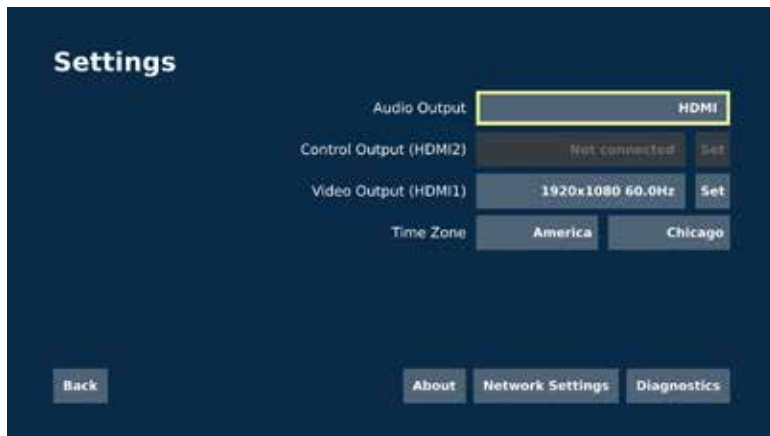 Settings
Audio Output HDMI
Control Output (HDMI2) Not connected Set
Video Output (HDMI1) 1920x1080 60.0Hz Set
Time Zone America Chicago
Back About Network Settings Diagnostics